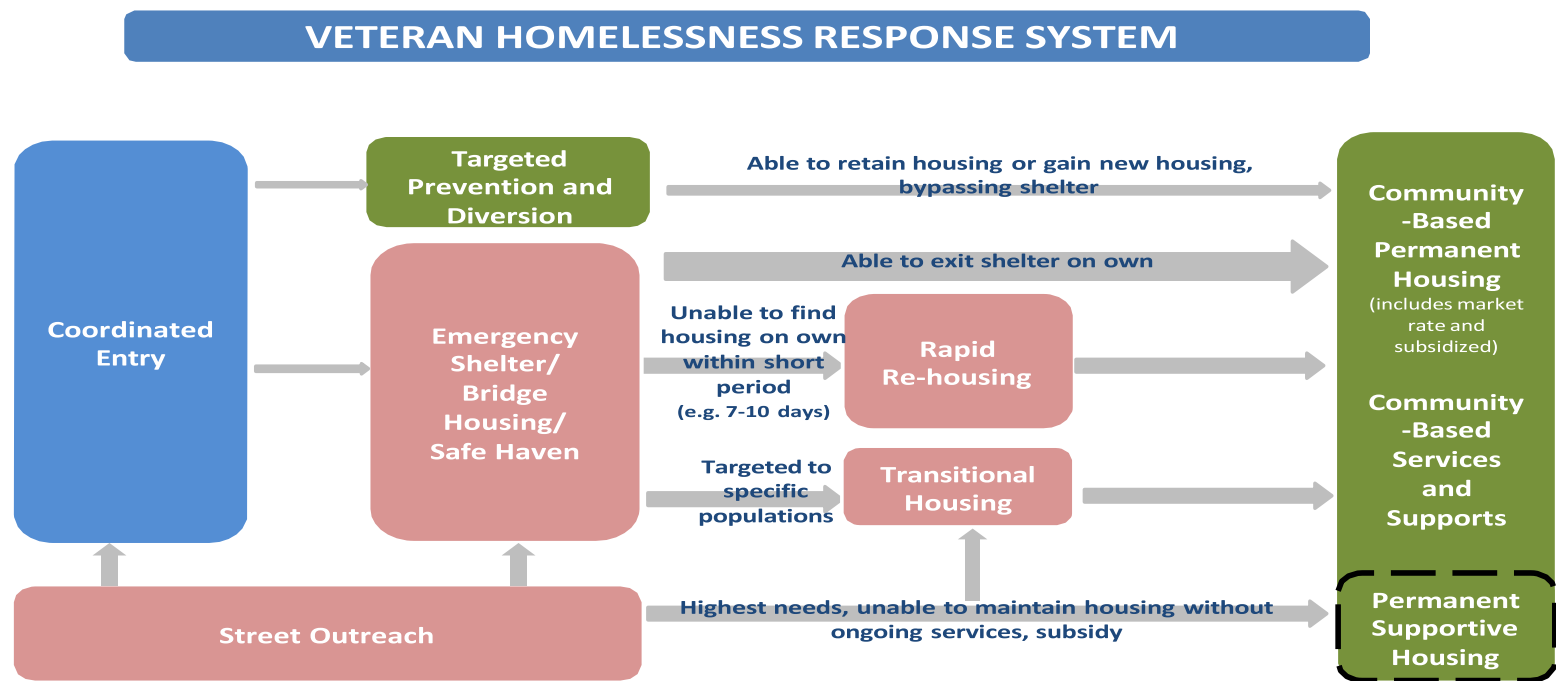 VETERAN HOMELESSNESS RESPONSE SYSTEM
Coordinated
Entry
Targeted
Prevention and
Diversion
Able to retain housing or gain new housing,
bypassing shelter
Emergency
Shelter/
Bridge
Housing/
Safe Haven
Able to exit shelter on own
Unable to find
housing on own
within short
period
(e.g. 7-10 days)
Rapid
Re-housing
Targeted to
specific
populations
Transitional
Housing
Street Outreach
Highest needs, unable to maintain housing without
ongoing services, subsidy
Community
-Based
Permanent
Housing
(includes market
rate and
subsidized)
Community
-Based
Services
and
Supports
Permanent
Supportive
Housing